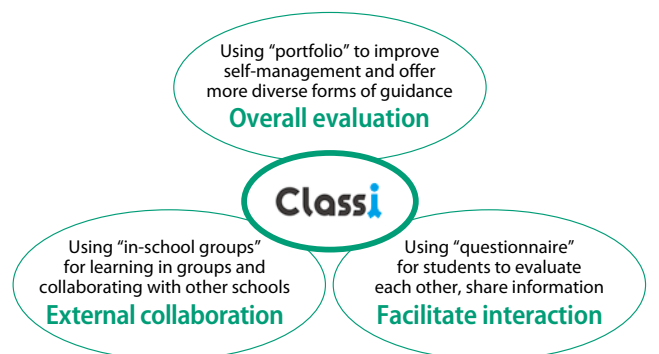 Using “portfolio” to improve
self-management and offer
more diverse forms of guidance
Overall evaluation
Classi
Using “in-school groups”
for learning in groups and
collaborating with other schools
External collaboration
Using “questionnaire”
for students to evaluate
each other, share information
Facilitate interaction